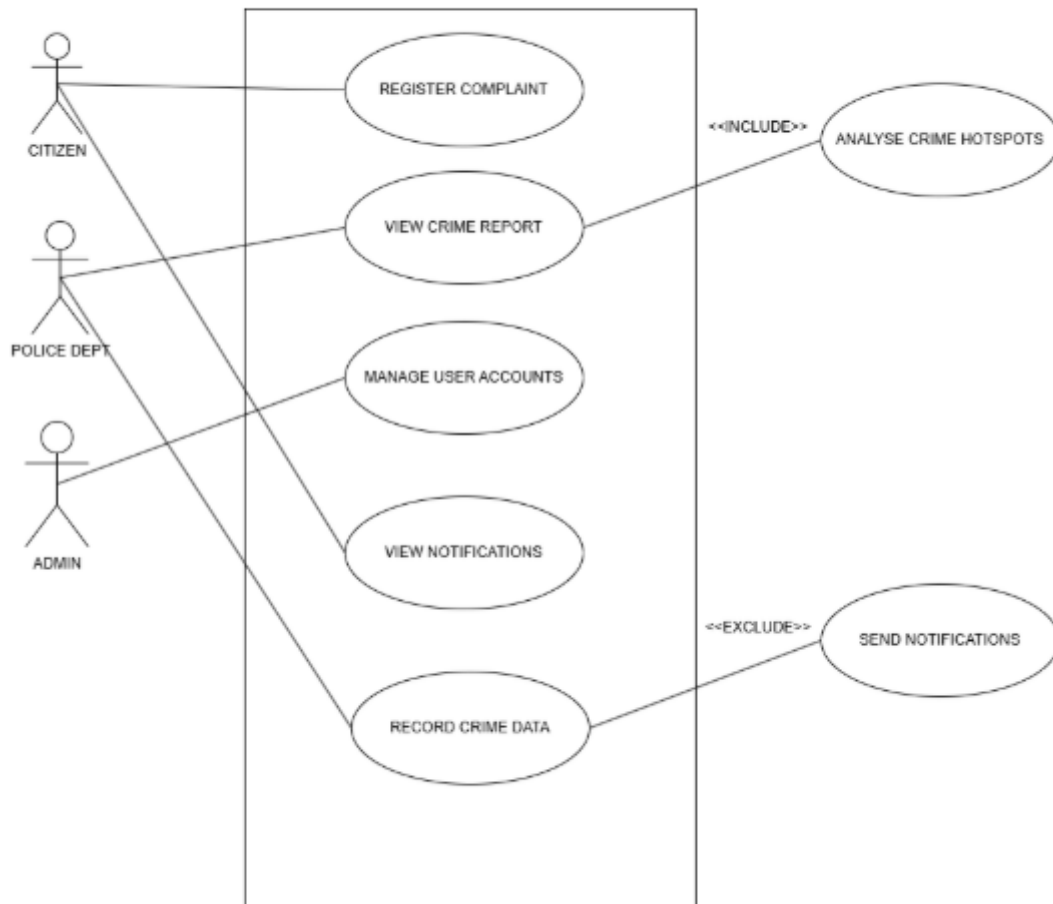 REGISTER COMPLAINT
<<INCLUDE>>
ANALYSE CRIME HOTSPOTS
CITIZEN
VIEW CRIME REPORT
POLICE DEPT
MANAGE USER ACCOUNTS
ADMIN
VIEW NOTIFICATIONS
<<EXCLUDE>>
SEND NOTIFICATIONS
RECORD CRIME DATA